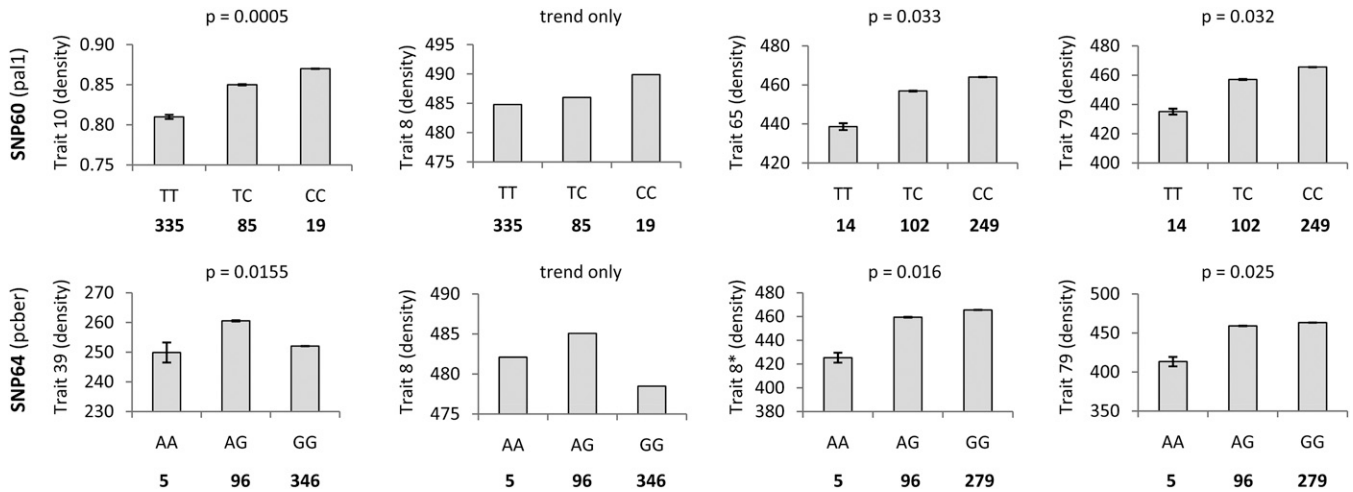 p = 0.0005
trend only
p = 0.033
p = 0.032
SNP60 (pal1)
Trait 10 (density)
0.90
0.85
0.80
0.75
TT TC CC
335 85 19
Trait 8 (density)
495
490
485
480
475
TT TC CC
335 85 19
Trait 65 (density)
480
460
440
420
TT TC CC
14 102 249
Trait 79 (density)
480
460
440
420
400
TT TC CC
14 102 249
p = 0.0155
trend only
p = 0.016
p = 0.025
SNP64 (pcber)
Trait 39 (density)
270
260
250
240
230
AA AG GG
5 96 346
Trait 8 (density)
490
485
480
475
AA AG GG
5 96 346
Trait 8* (density)
480
460
440
420
400
380
AA AG GG
5 96 279
Trait 79 (density)
500
450
400
350
AA AG GG
5 96 279